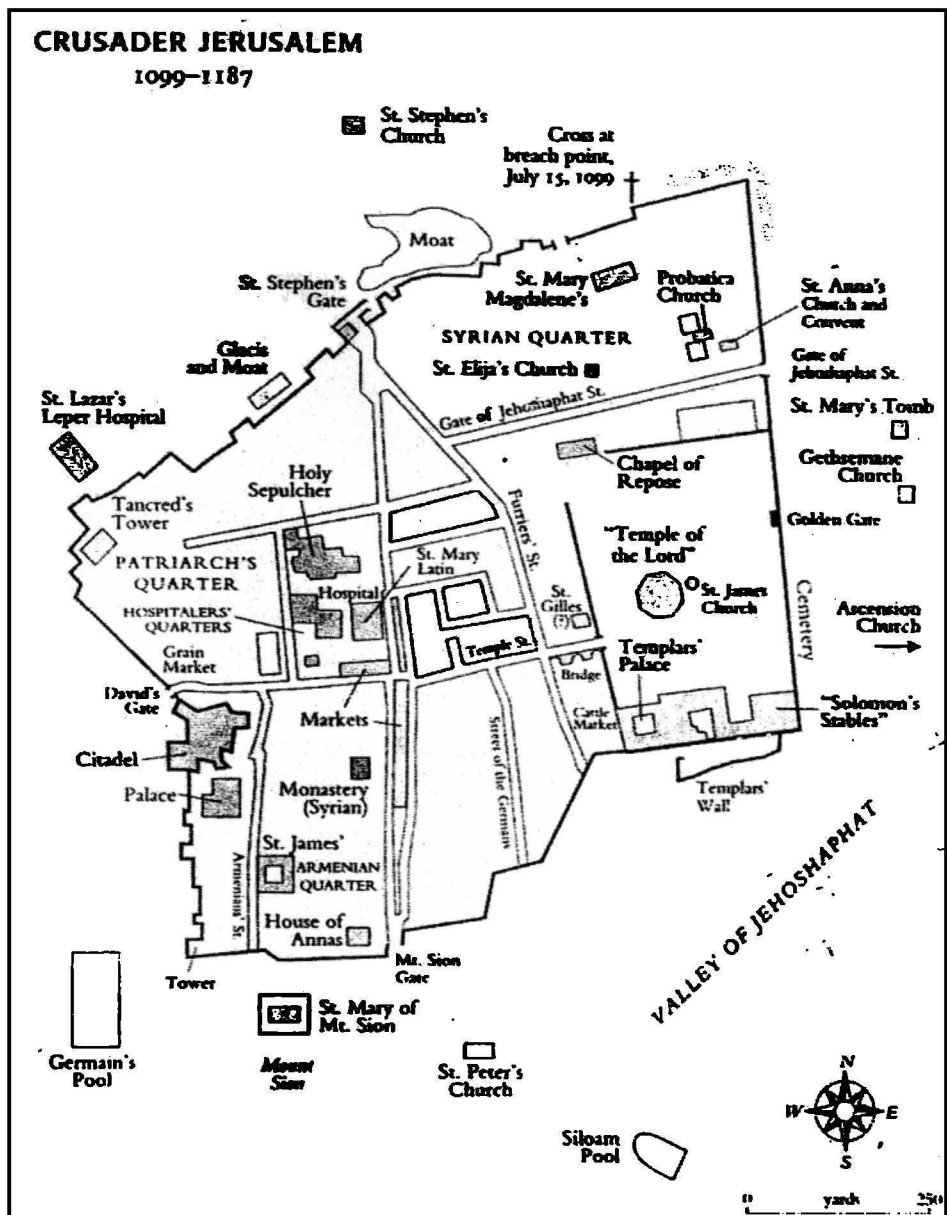 CRUSADER JERUSALEM
1099–1187
St. Stephen's
Church
Cross at
breach point,
July 15, 1099
Moat
St. Stephen's
Gate
St. Mary
Magdalene's
Probatica
Church
St. Anna's
Church and
Convent
SYRIAN QUARTER
Glacis
and Moat
St. Elija's Church
Gate of
Jehoshaphat St.
Gate of Jehoshaphat St.
St. Lazar's
Leper Hospital
St. Mary's Tomb
Chapel of
Repose
Gethsemane
Church
Holy
Sepulcher
Tancred's
Tower
Furriers' St.
Golden Gate
"Temple of
the Lord"
PATRIARCH'S
QUARTER
St. Mary
Latin
Hospital
St. James
Church
HOSPITALERS'
QUARTERS
St.
Gilles
(?)
Cemetery
Ascension
Church
Grain
Market
Temple St.
Templars'
Palace
Bridge
David's
Gate
Markets
Cattle
Market
"Solomon's
Stables"
Citadel
Street of the Germans
Palace
Monastery
(Syrian)
Templars'
Wall
St. James'
ARMENIAN
QUARTER
Armenians' St.
VALLEY OF JEHOSHAPHAT
House of
Annas
Tower
Mt. Sion
Gate
St. Mary of
Mt. Sion
Germain's
Pool
Mount
Sion
St. Peter's
Church
N
W
E
S
Siloam
Pool
0 yards 250